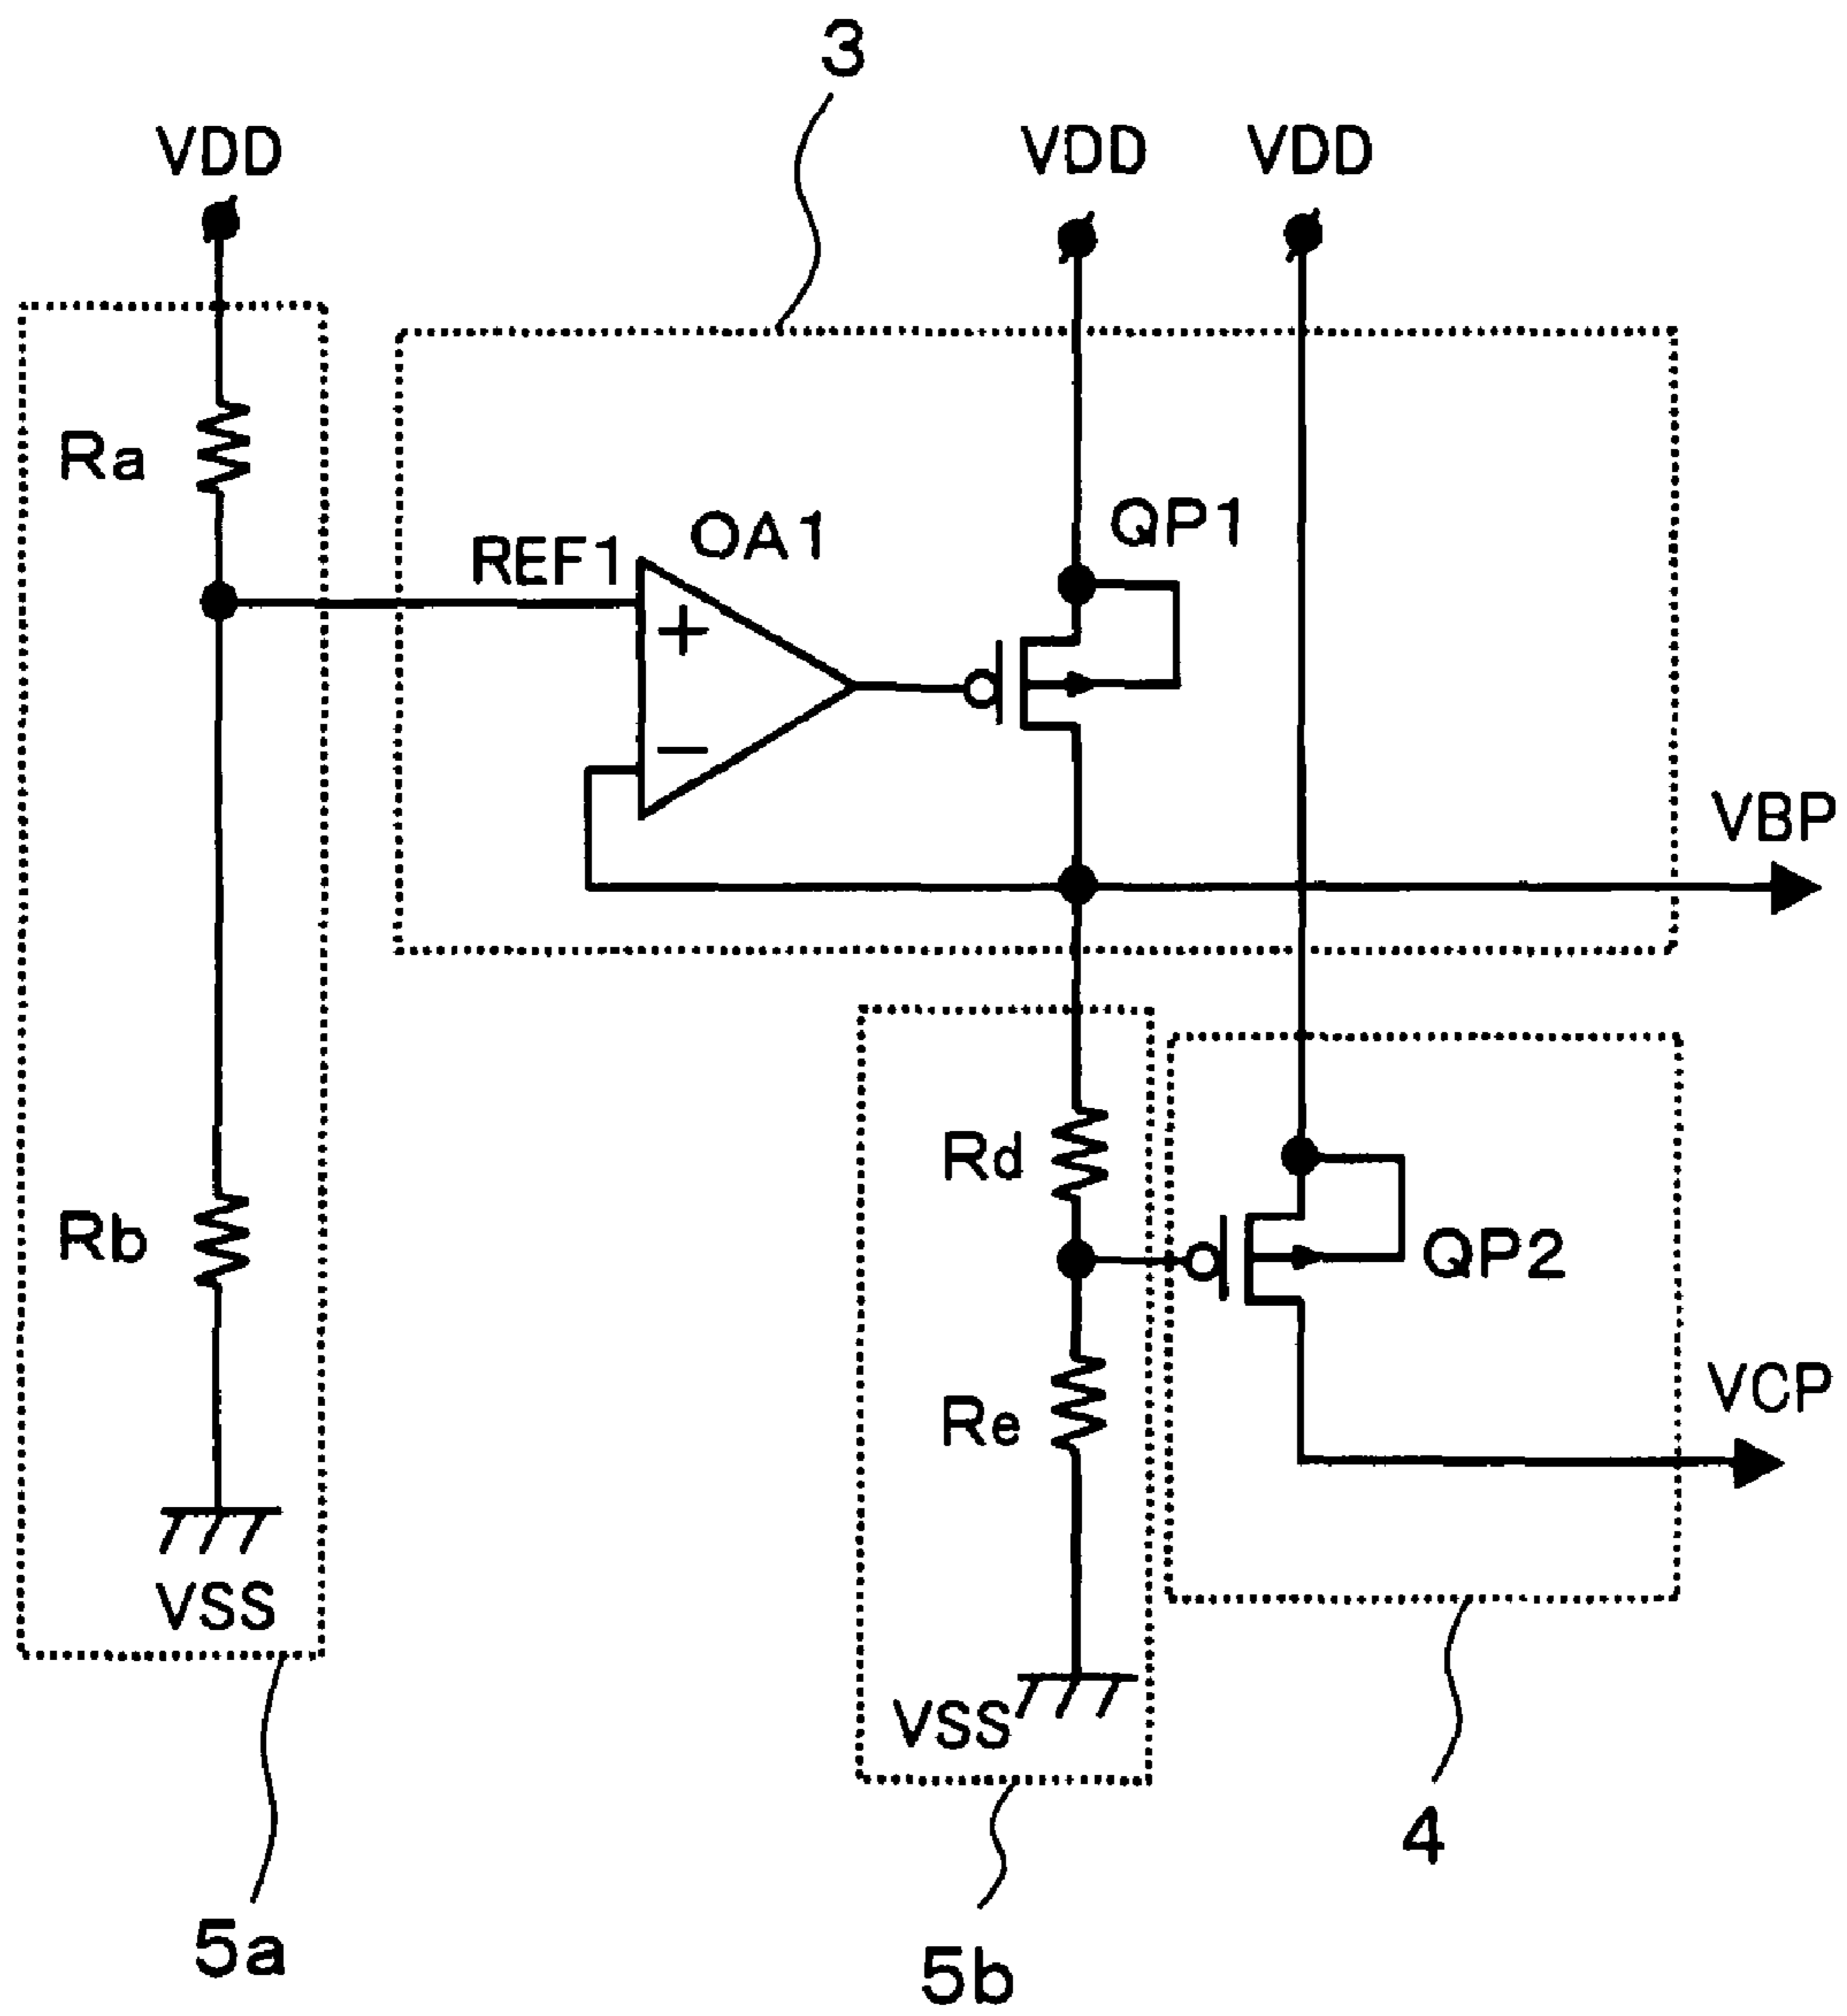 3
VDD
VDD
VDD
Ra
REF1
OA1
QP1
+
−
VBP
Rd
Rb
QP2
Re
VCP
VSS
VSS
4
5a
5b